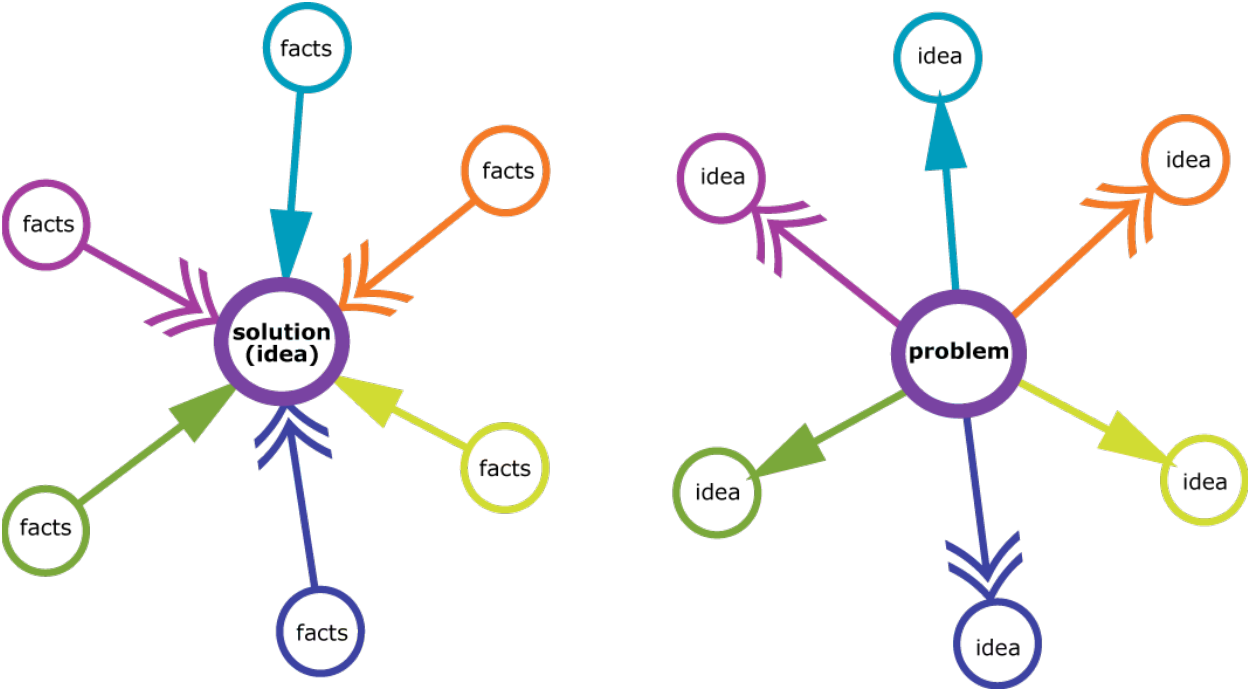 facts
facts
facts
solution
(idea)
facts
facts
facts
idea
idea
idea
problem
idea
idea
idea